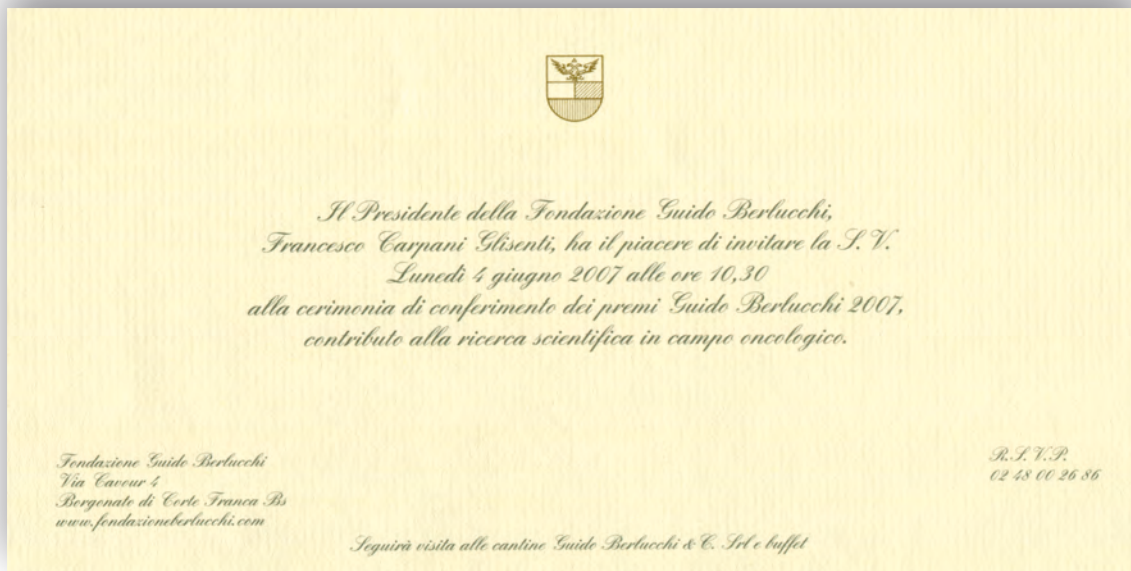 Il Presidente della Fondazione Guido Berlucchi,
Francesco Carpani Glisenti, ha il piacere di invitare la S. V.
Lunedì 4 giugno 2007 alle ore 10,30
alla cerimonia di conferimento dei premi Guido Berlucchi 2007,
contributo alla ricerca scientifica in campo oncologico.
Fondazione Guido Berlucchi
Via Cavour 4
Borgonato di Corte Franca Bs
www.fondazioneberlucchi.com
R.S.V.P.
02 48 00 26 86
Seguirà visita alle cantine Guido Berlucchi & C. Srl e buffet